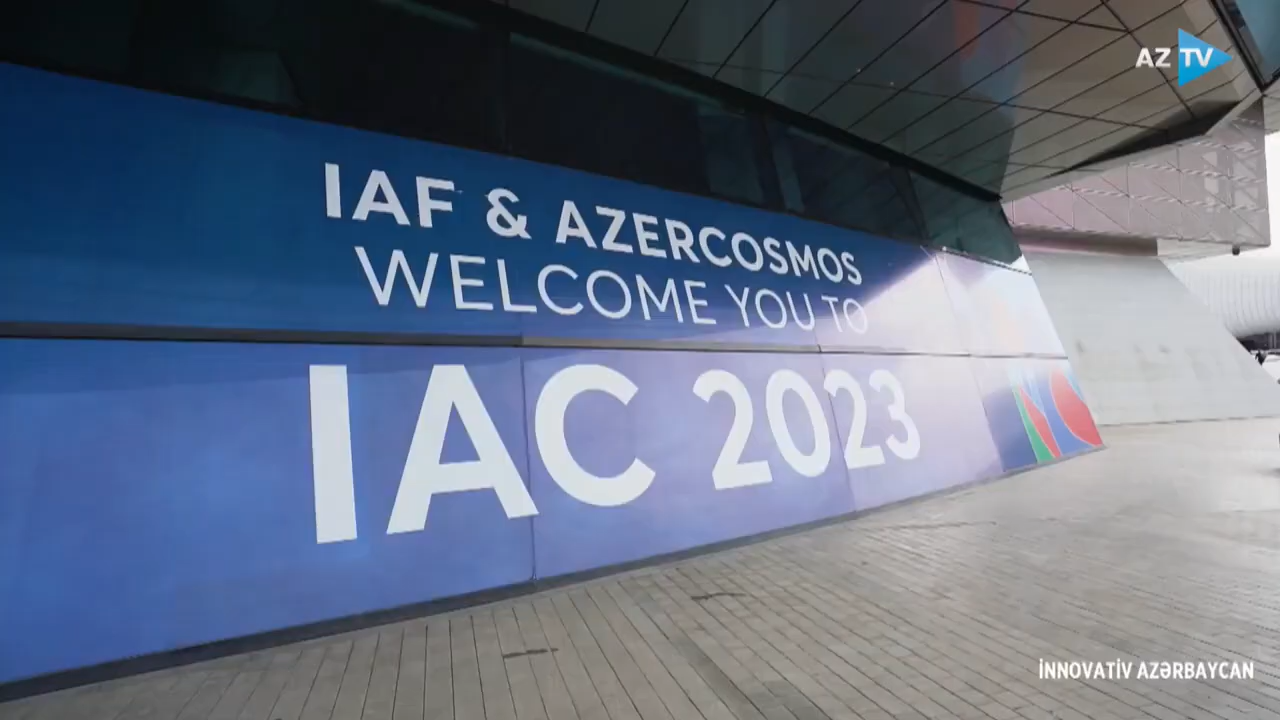 AZ TV
IAF & AZERCOSMOS
WELCOME YOU TO
IAC 2023
İNNOVATİV AZƏRBAYCAN